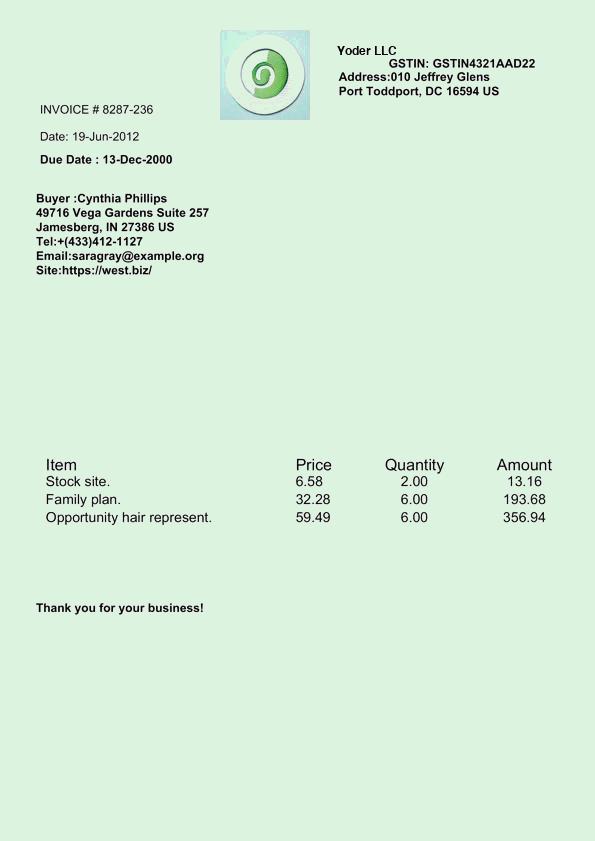 Yoder LLC
GSTIN: GSTIN4321AAD22
Address:010 Jeffrey Glens
Port Toddport, DC 16594 US
INVOICE # 8287-236
Date: 19-Jun-2012
Due Date : 13-Dec-2000
Buyer :Cynthia Phillips
49716 Vega Gardens Suite 257
Jamesberg, IN 27386 US
Tel:+(433)412-1127
Email:saragray@example.org
Site:https://west.biz/
Item Price Quantity Amount
Stock site. 6.58 2.00 13.16
Family plan. 32.28 6.00 193.68
Opportunity hair represent. 59.49 6.00 356.94
Thank you for your business!